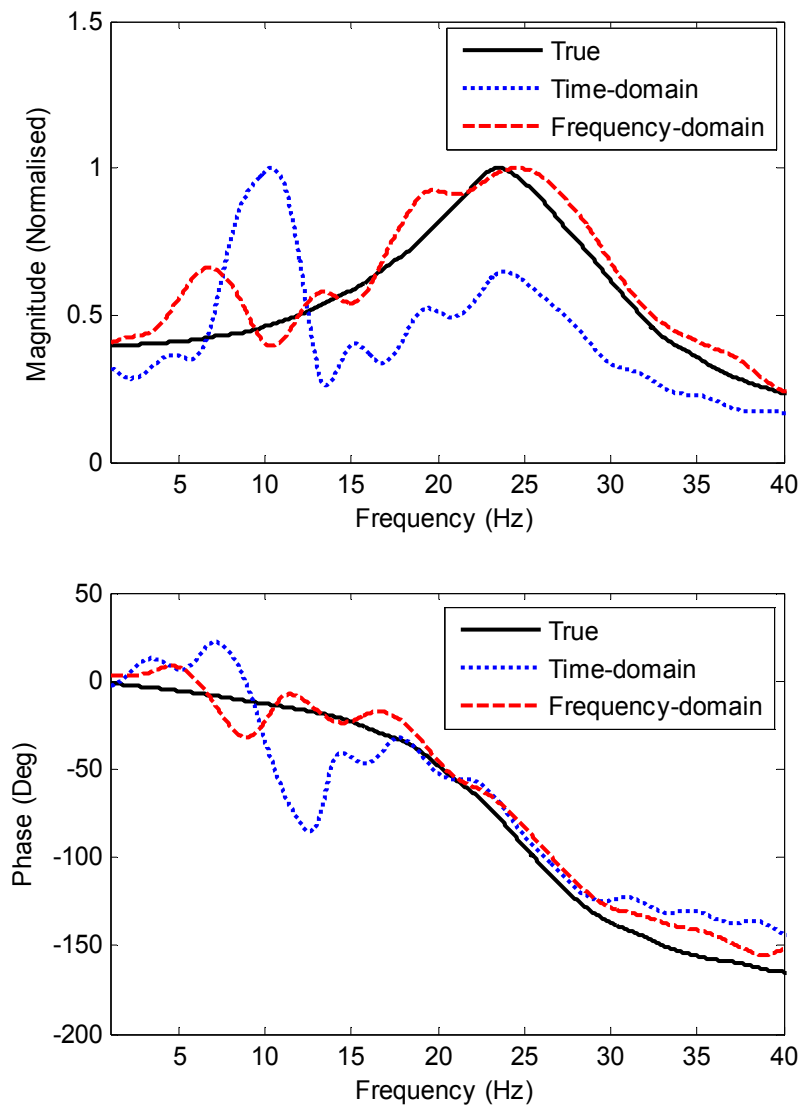 1.5
True
Time-domain
Frequency-domain
1
Magnitude (Normalised)
0.5
0
5 10 15 20 25 30 35 40
Frequency (Hz)
50
True
Time-domain
Frequency-domain
0
-50
Phase (Deg)
-100
-150
-200
5 10 15 20 25 30 35 40
Frequency (Hz)